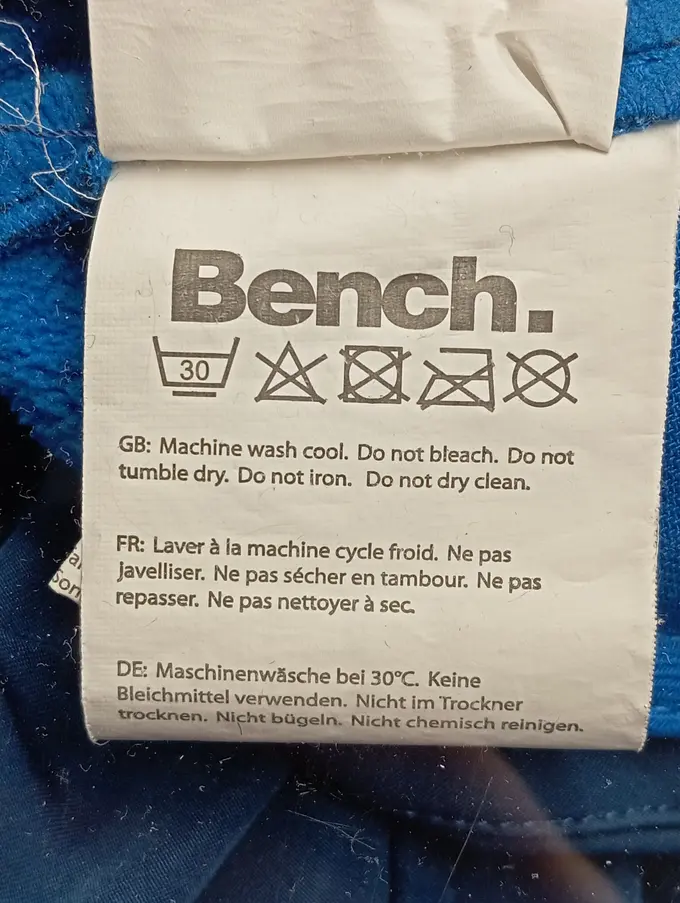 Bench.
30
GB: Machine wash cool. Do not bleach. Do not
tumble dry. Do not iron. Do not dry clean.
FR: Laver à la machine cycle froid. Ne pas
Javelliser. Ne pas sécher en tambour. Ne pas
repasser. Ne pas nettoyer à sec.
DE: Maschinenwäsche bei 30°C. Keine
Bleichmittel verwenden. Nicht im Trockner
trocknen. Nicht bügeln. Nicht chemisch reinigen.